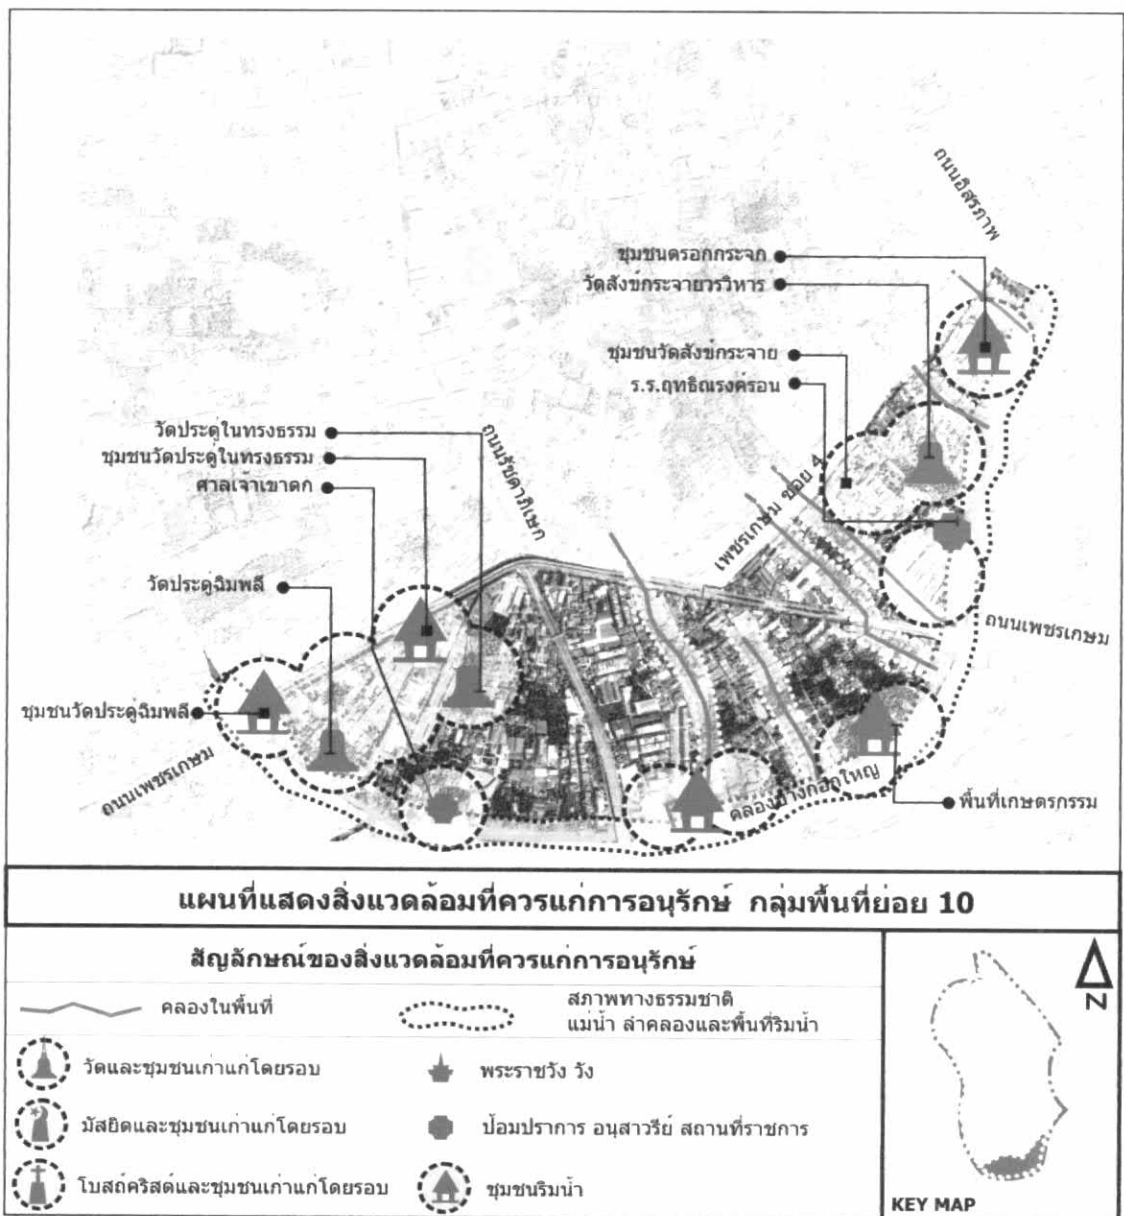 ถนนอิสรภาพ
ชุมชนตรอกกระจก
วัดสังข์กระจายวรวิหาร
ชุมชนวัดสังข์กระจาย
ร.ร.ฤทธิณรงค์รอน
วัดประดู่ในทรงธรรม
ชุมชนวัดประดู่ในทรงธรรม
ศาลเจ้าเขาตก
ถนนรัชดาภิเษก
เพชรเกษม ซอย 4
วัดประดู่ฉิมพลี
ถนนเพชรเกษม
ชุมชนวัดประดู่ฉิมพลี
ถนนเพชรเกษม
คลองบางกอกใหญ่
พื้นที่เกษตรกรรม
แผนที่แสดงสิ่งแวดล้อมที่ควรแก่การอนุรักษ์ กลุ่มพื้นที่ย่อย 10
สัญลักษณ์ของสิ่งแวดล้อมที่ควรแก่การอนุรักษ์
คลองในพื้นที่
สภาพทางธรรมชาติ
แม่น้ำ ลำคลองและพื้นที่ริมน้ำ
วัดและชุมชนเก่าแก่โดยรอบ
พระราชวัง วัง
มัสยิดและชุมชนเก่าแก่โดยรอบ
ป้อมปราการ อนุสาวรีย์ สถานที่ราชการ
โบสถ์คริสต์และชุมชนเก่าแก่โดยรอบ
ชุมชนริมน้ำ
N
KEY MAP